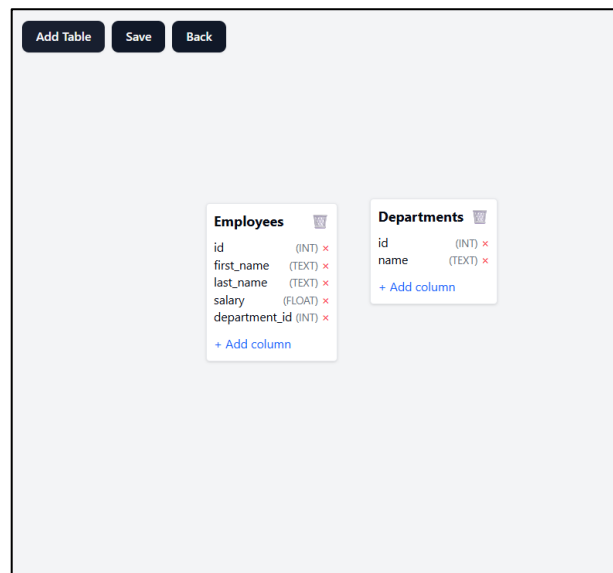 Add Table Save Back
Employees
id (INT) ×
first_name (TEXT) ×
last_name (TEXT) ×
salary (FLOAT) ×
department_id (INT) ×
+ Add column
Departments
id (INT) ×
name (TEXT) ×
+ Add column